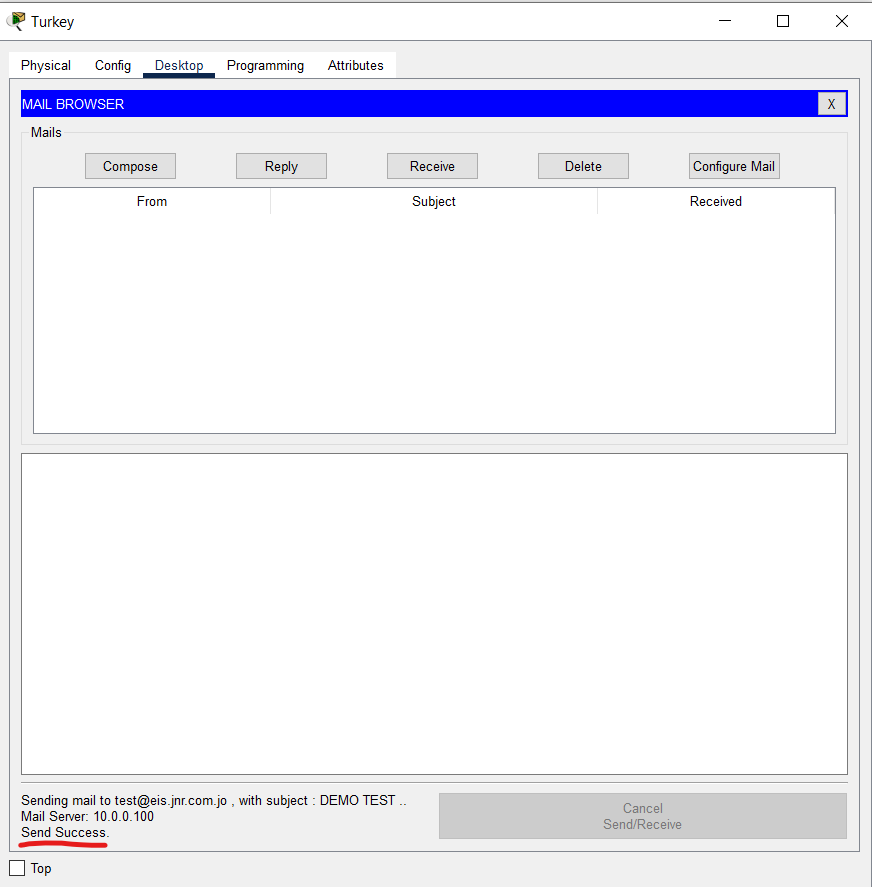 Turkey
Physical Config Desktop Programming Attributes
MAIL BROWSER X
Mails
Compose Reply Receive Delete Configure Mail
From Subject Received
Sending mail to test@eis.jnr.com.jo , with subject : DEMO TEST ..
Mail Server: 10.0.0.100
Send Success.
Cancel
Send/Receive
Top